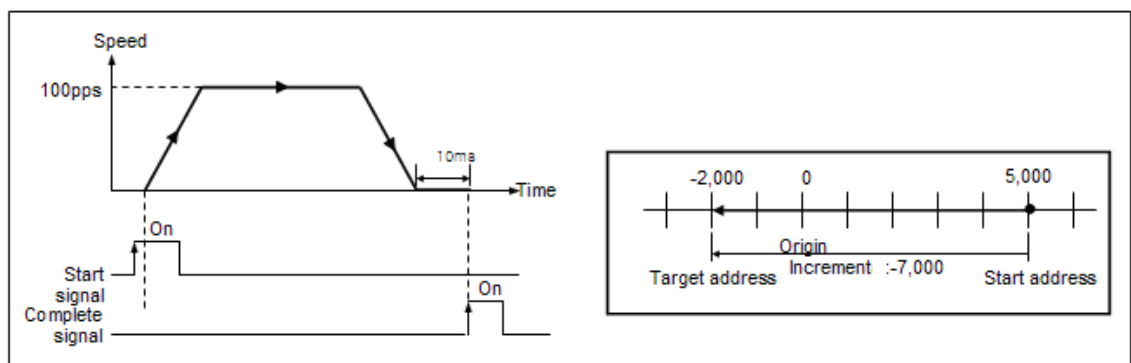 Speed
100pps
10ms
Time
On
Start
signal
On
Complete
signal
-2,000 0 5,000
Origin
Increment :-7,000
Target address Start address